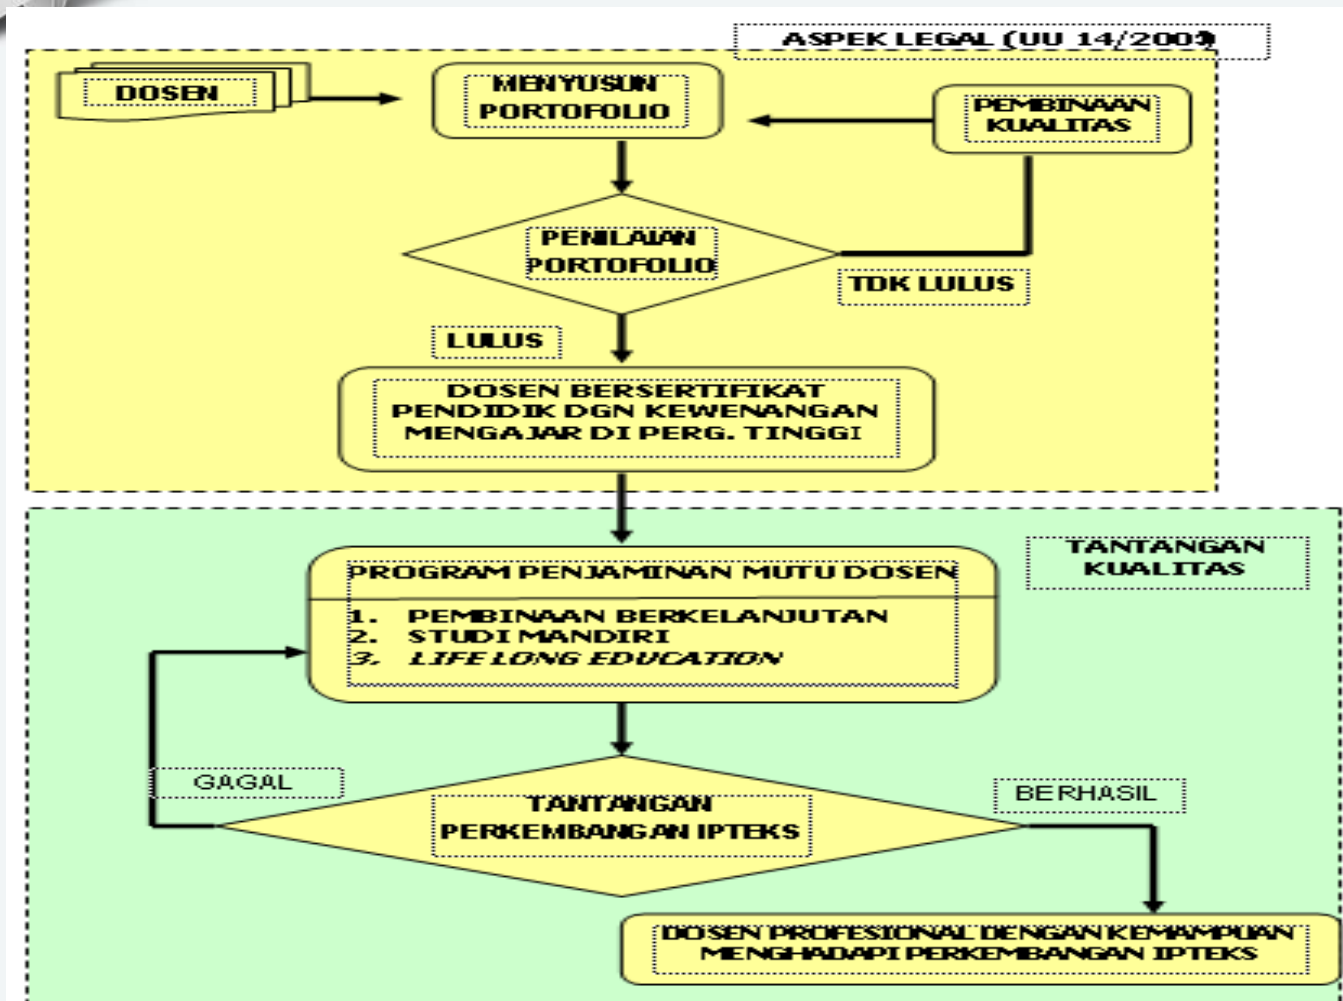 ASPEK LEGAL (UU 14/2005)
DOSEN
MENYUSUN
PORTOFOLIO
PEMBINAAN
KUALITAS
PENILAIAN
PORTOFOLIO
TDK LULUS
LULUS
DOSEN BERSERTIFIKAT
PENDIDIK DGN KEWENANGAN
MENGAJAR DI PERG. TINGGI
TANTANGAN
KUALITAS
PROGRAM PENJAMINAN MUTU DOSEN
1. PEMBINAAN BERKELANJUTAN
2. STUDI MANDIRI
3. LIFE LONG EDUCATION
GAGAL
BERHASIL
TANTANGAN
PERKEMBANGAN IPTEKS
DOSEN PROFESIONAL DENGAN KEMAMPUAN
MENGHADAPI PERKEMBANGAN IPTEKS